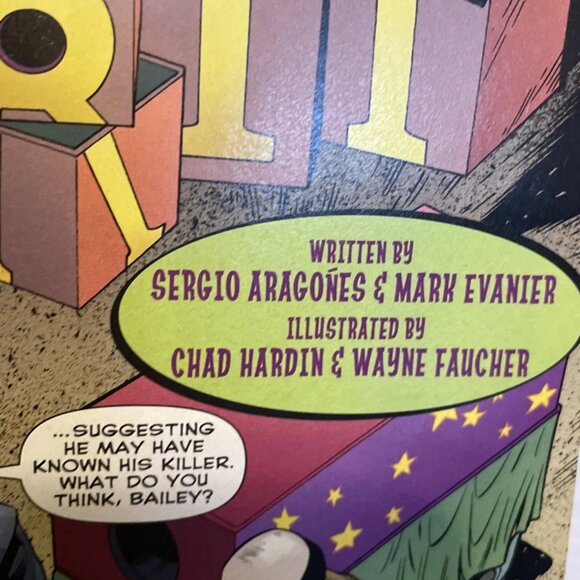 WRITTEN BY
SERGIO ARAGOÑES & MARK EVANIER
ILLUSTRATED BY
CHAD HARDIN & WAYNE FAUCHER
...SUGGESTING
HE MAY HAVE
KNOWN HIS KILLER.
WHAT DO YOU
THINK, BAILEY?